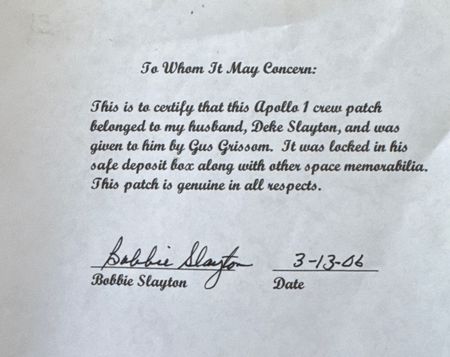 To Whom It May Concern:
This is to certify that this Apollo 1 crew patch
belonged to my husband, Deke Slayton, and was
given to him by Gus Grissom. It was locked in his
safe deposit box along with other space memorabilia.
This patch is genuine in all respects.
Bobbie Slayton 3-13-06
Bobbie Slayton Date